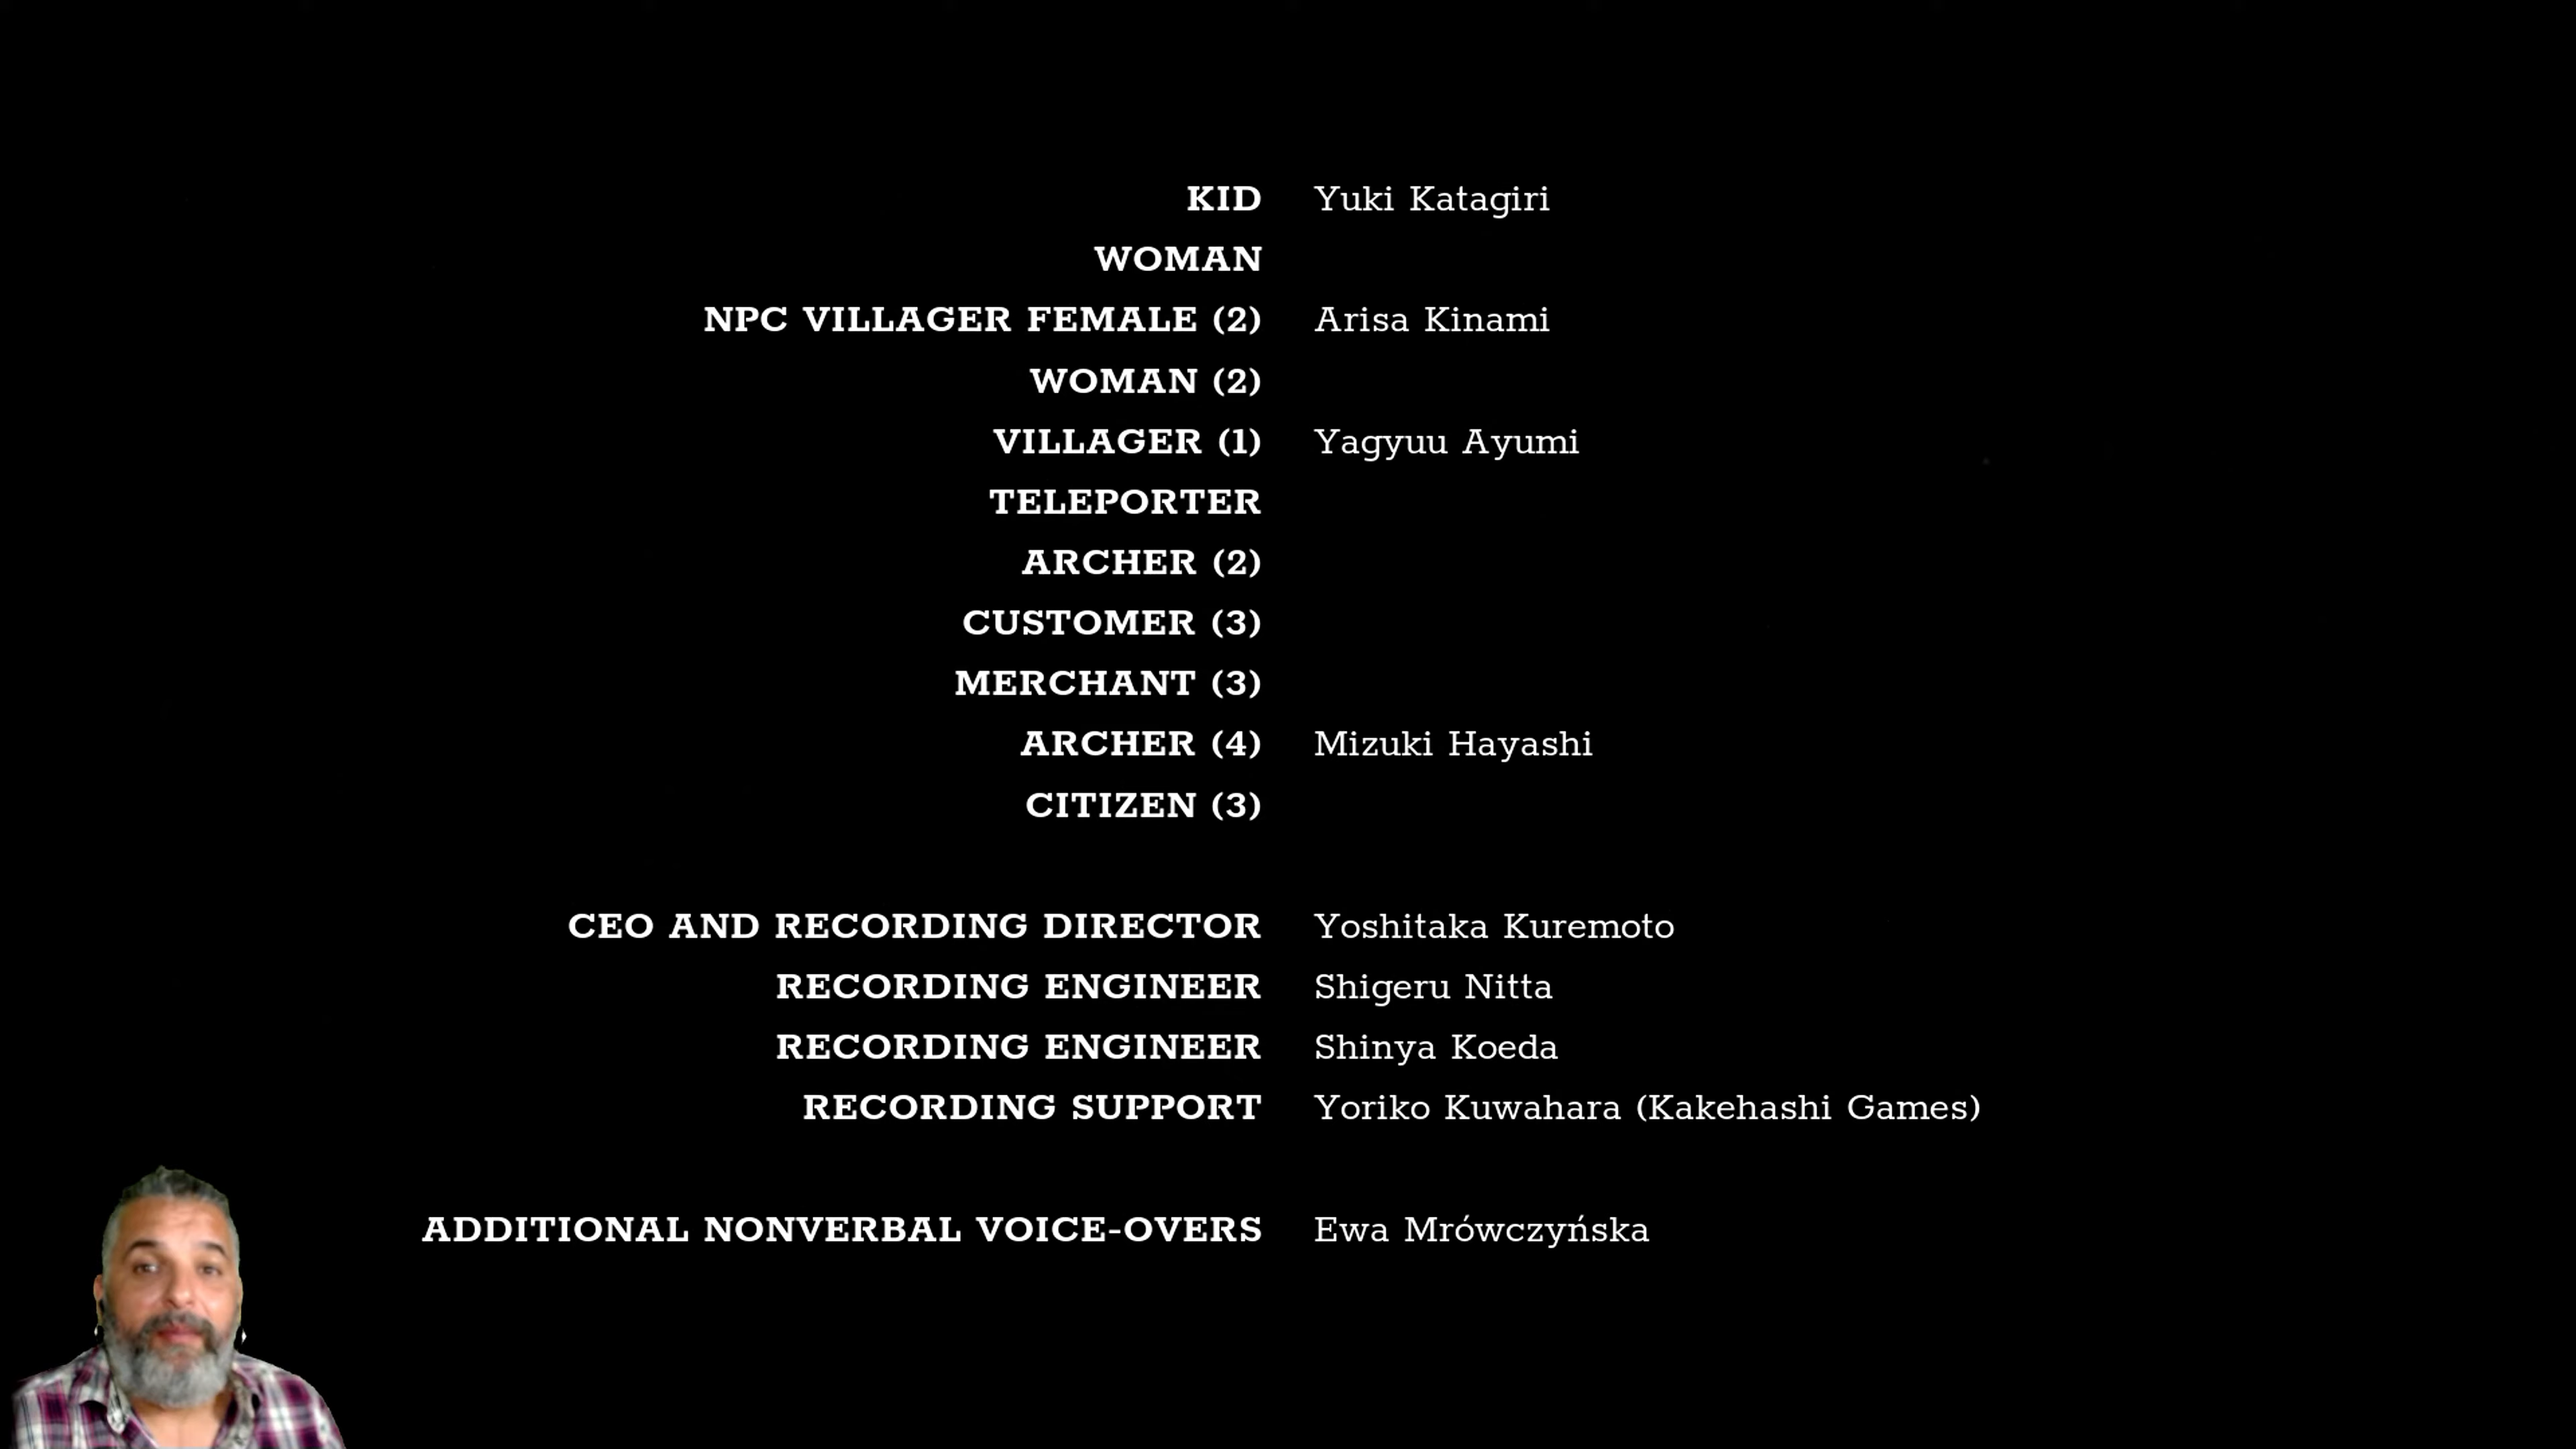 KID Yuki Katagiri
WOMAN
NPC VILLAGER FEMALE (2) Arisa Kinami
WOMAN (2)
VILLAGER (1) Yagyuu Ayumi
TELEPORTER
ARCHER (2)
CUSTOMER (3)
MERCHANT (3)
ARCHER (4) Mizuki Hayashi
CITIZEN (3)
CEO AND RECORDING DIRECTOR Yoshitaka Kuremoto
RECORDING ENGINEER Shigeru Nitta
RECORDING ENGINEER Shinya Koeda
RECORDING SUPPORT Yoriko Kuwahara (Kakehashi Games)
ADDITIONAL NONVERBAL VOICE-OVERS Ewa Mrówczyńska